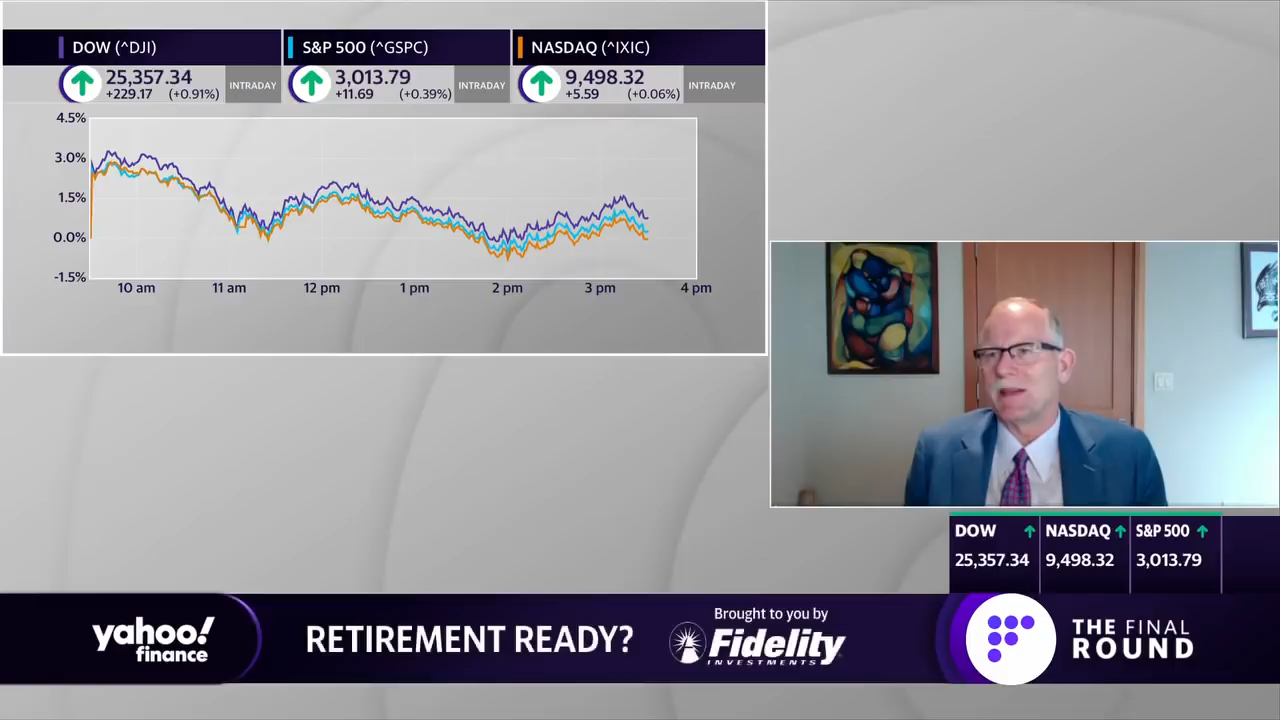 DOW (^DJI)
25,357.34
+229.17 (+0.91%)
INTRADAY
S&P 500 (^GSPC)
3,013.79
+11.69 (+0.39%)
INTRADAY
NASDAQ (^IXIC)
9,498.32
+5.59 (+0.06%)
INTRADAY
4.5%
3.0%
1.5%
0.0%
-1.5%
10 am 11 am 12 pm 1 pm 2 pm 3 pm 4 pm
DOW NASDAQ S&P 500
25,357.34 9,498.32 3,013.79
yahoo!
finance
RETIREMENT READY?
Brought to you by
Fidelity
INVESTMENTS
THE FINAL
ROUND